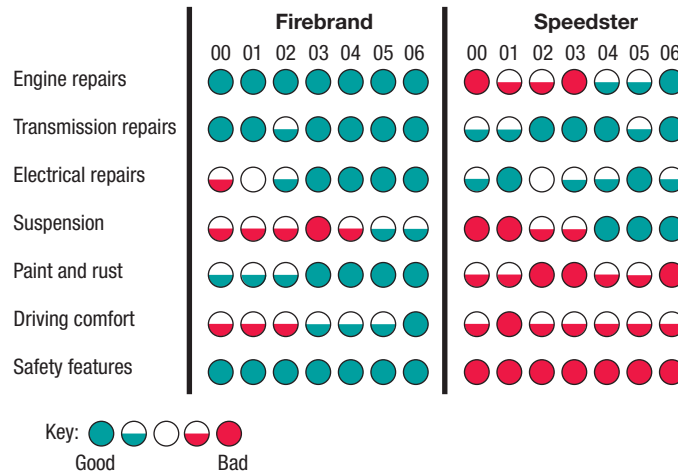 Firebrand Speedster
00 01 02 03 04 05 06 00 01 02 03 04 05 06
Engine repairs
Transmission repairs
Electrical repairs
Suspension
Paint and rust
Driving comfort
Safety features
Key:
Good Bad